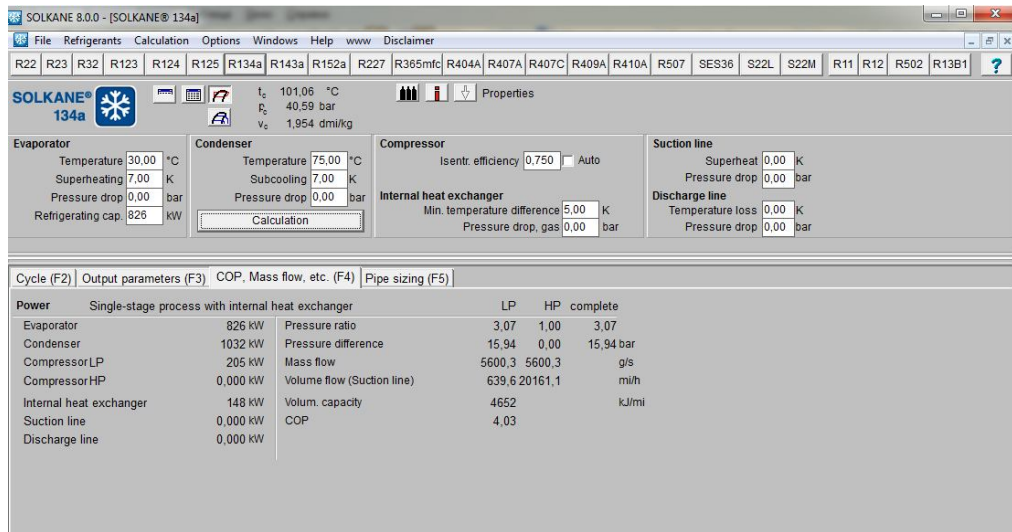 SOLKANE 8.0.0 - [SOLKANE® 134a]
File Refrigerants Calculation Options Windows Help www Disclaimer
R22 R23 R32 R123 R124 R125 R134a R143a R152a R227 R365mfc R404A R407A R407C R409A R410A R507 SES36 S22L S22M R11 R12 R502 R13B1 ?
SOLKANE® 134a
tc 101,06 °C
pc 40,59 bar
vc 1,954 dmi/kg
Properties
Evaporator
Temperature 30,00 °C
Superheating 7,00 K
Pressure drop 0,00 bar
Refrigerating cap. 826 kW
Condenser
Temperature 75,00 °C
Subcooling 7,00 K
Pressure drop 0,00 bar
Calculation
Compressor
Isentr. efficiency 0,750 Auto
Internal heat exchanger
Min. temperature difference 5,00 K
Pressure drop, gas 0,00 bar
Suction line
Superheat 0,00 K
Pressure drop 0,00 bar
Discharge line
Temperature loss 0,00 K
Pressure drop 0,00 bar
Cycle (F2) Output parameters (F3) COP, Mass flow, etc. (F4) Pipe sizing (F5)
Power Single-stage process with internal heat exchanger LP HP complete
Evaporator 826 kW Pressure ratio 3,07 1,00 3,07
Condenser 1032 kW Pressure difference 15,94 0,00 15,94 bar
Compressor LP 205 kW Mass flow 5600,3 5600,3 g/s
Compressor HP 0,000 kW Volume flow (Suction line) 639,6 20161,1 mi/h
Internal heat exchanger 148 kW Volum. capacity 4652 kJ/mi
Suction line 0,000 kW COP 4,03
Discharge line 0,000 kW